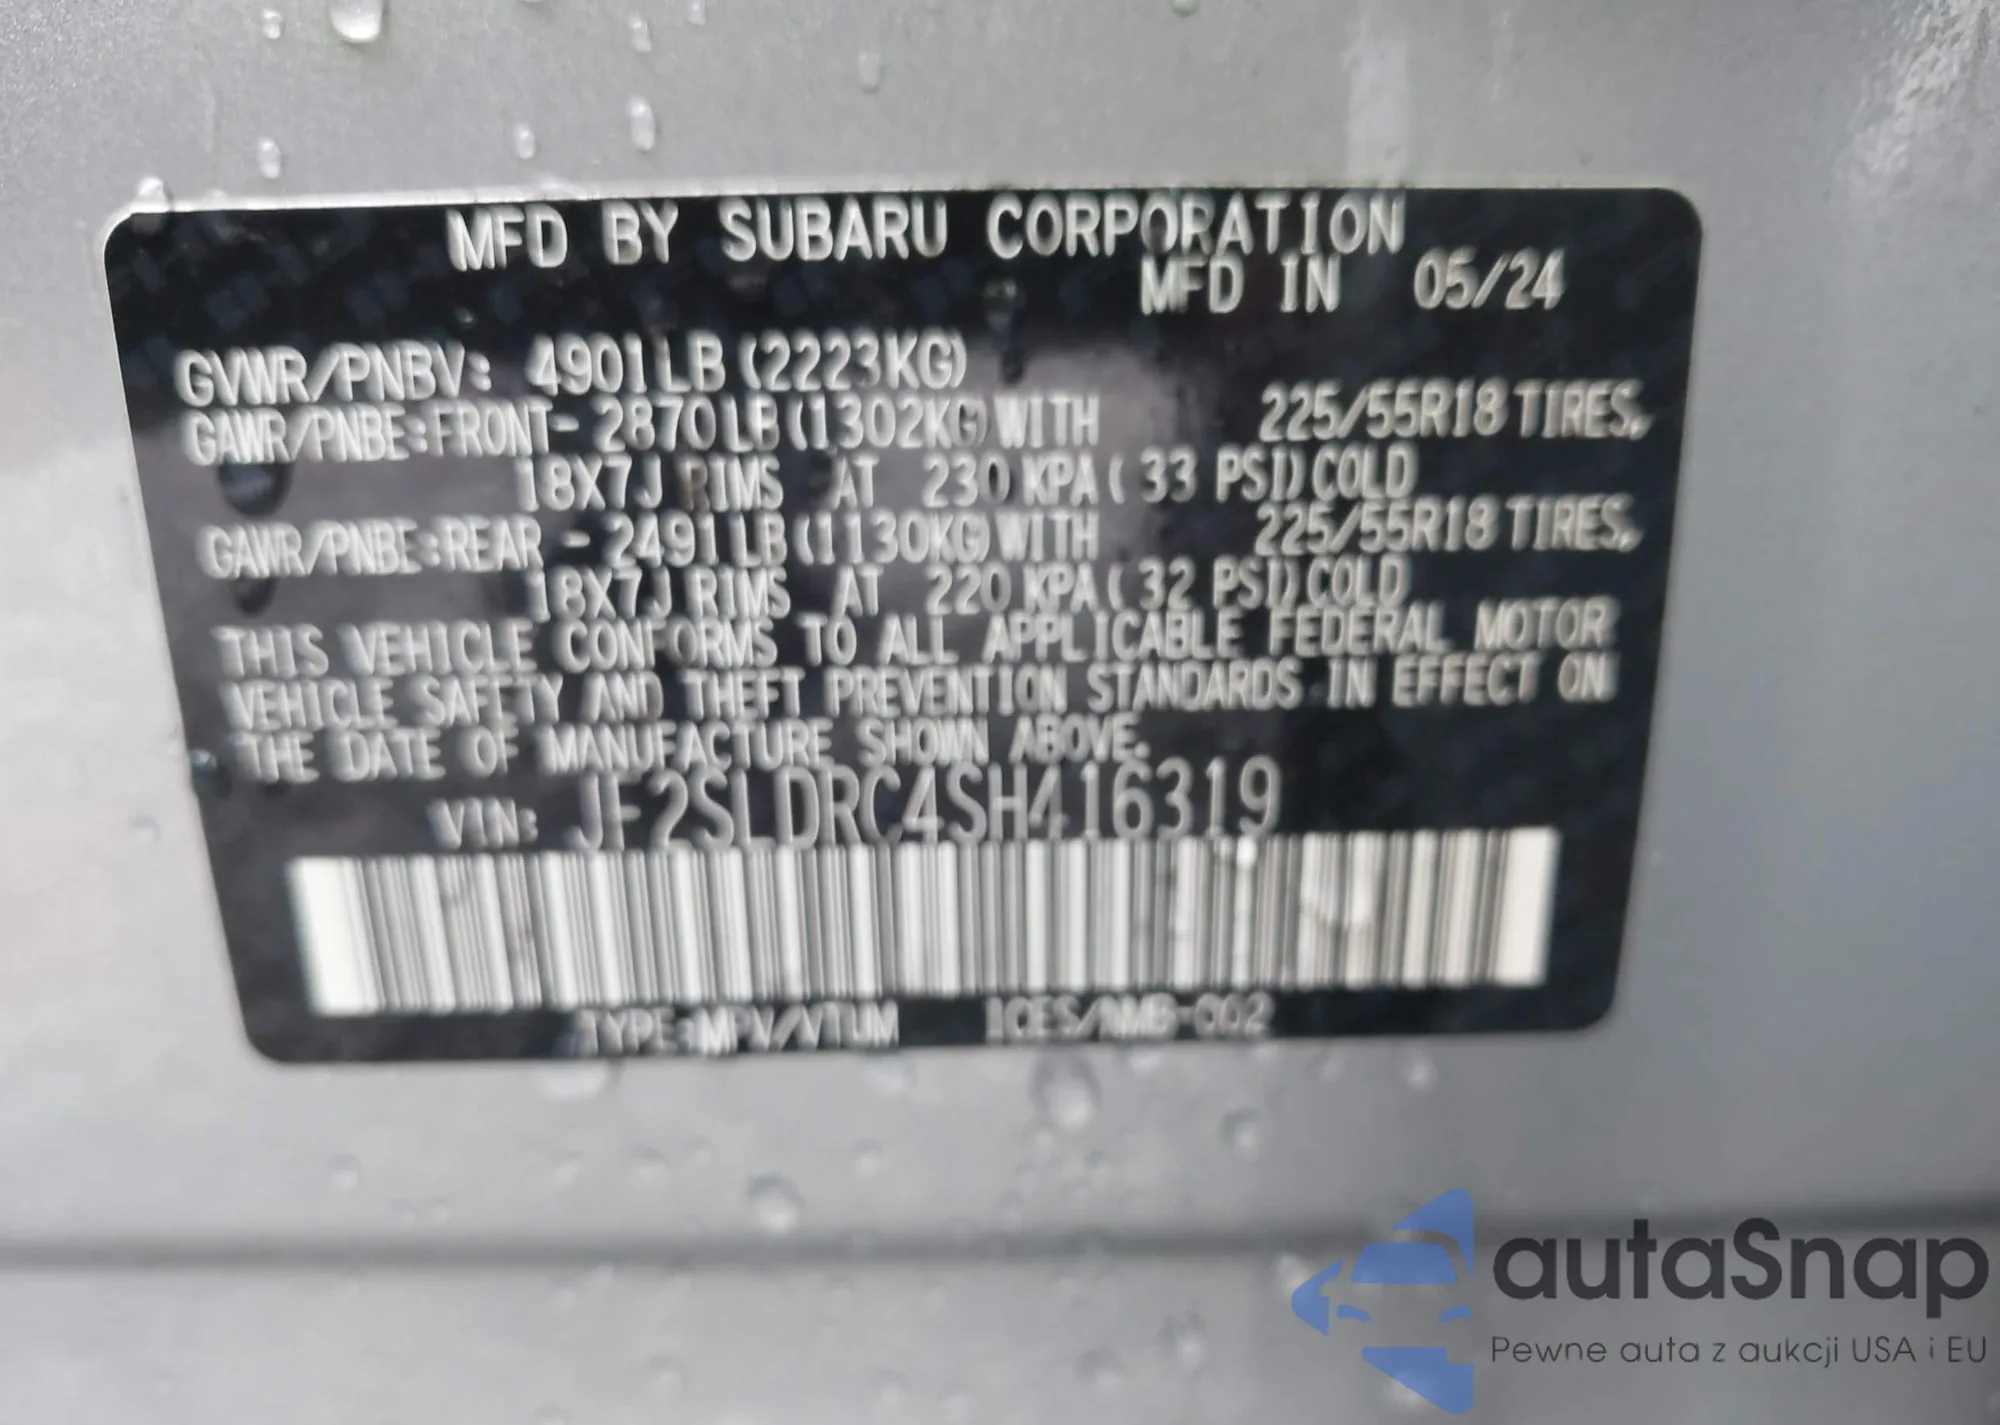 MFD BY SUBARU CORPORATION
MFD IN 05/24
GVWR/PNBV: 4901LB (2223KG)
GAWR/PNBE:FRONT- 2870LB(1302KG)WITH 225/55R18 TIRES,
18X7J RIMS AT 230 KPA( 33 PSI)COLD
GAWR/PNBE:REAR - 2491LB(1130KG)WITH 225/55R18 TIRES,
18X7J RIMS AT 220 KPA( 32 PSI)COLD
THIS VEHICLE CONFORMS TO ALL APPLICABLE FEDERAL MOTOR
VEHICLE SAFETY AND THEFT PREVENTION STANDARDS IN EFFECT ON
THE DATE OF MANUFACTURE SHOWN ABOVE.
VIN: JF2SLDRC4SH416319
TYPE:MPV/VTUM ICES/NMB-002
autaSnap
Pewne auta z aukcji USA i EU